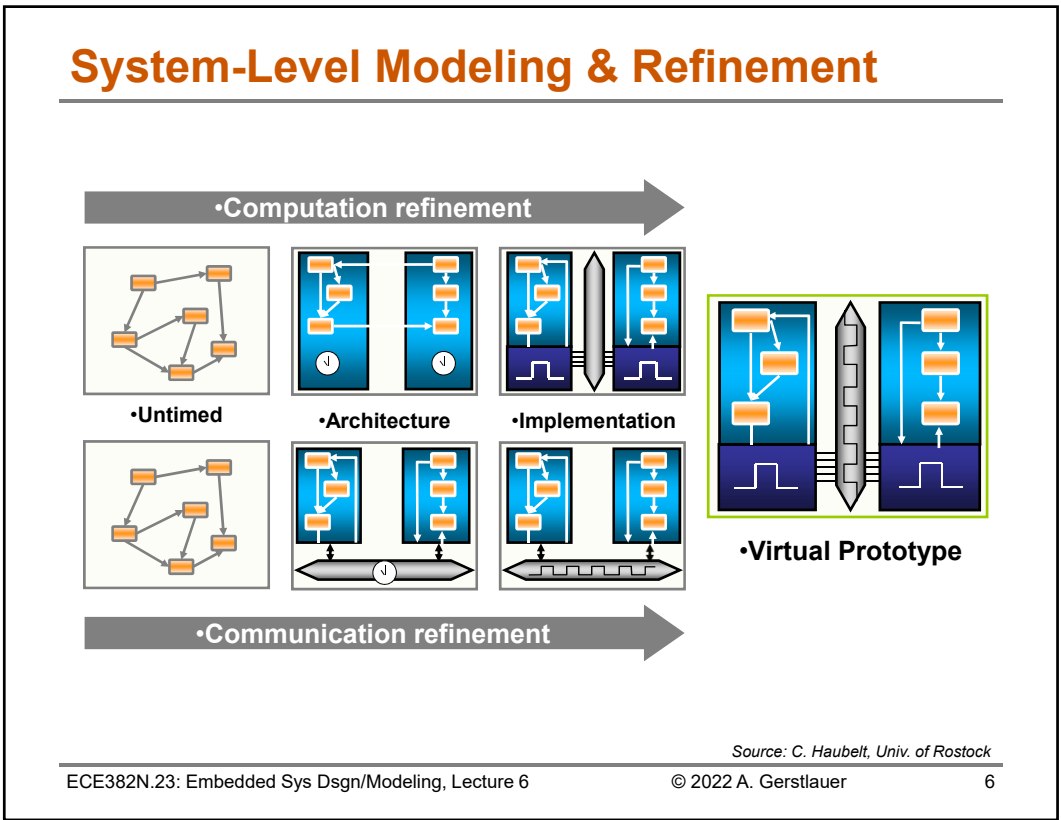 System-Level Modeling & Refinement
•Computation refinement
•Untimed
•Architecture
•Implementation
•Virtual Prototype
•Communication refinement
Source: C. Haubelt, Univ. of Rostock
ECE382N.23: Embedded Sys Dsgn/Modeling, Lecture 6
© 2022 A. Gerstlauer
6